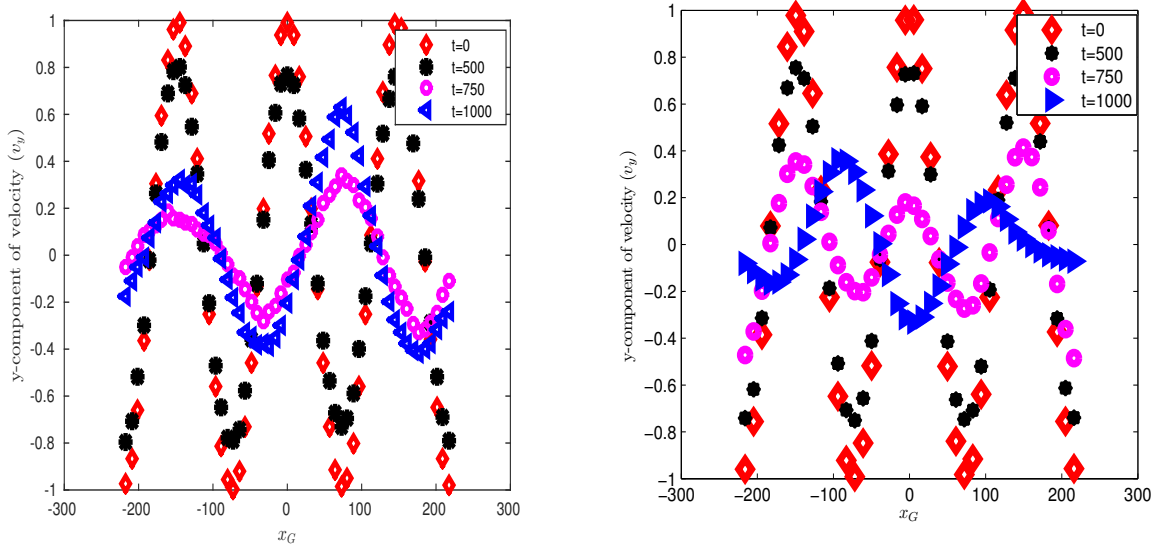 1
0.8
0.6
0.4
0.2
0
-0.2
-0.4
-0.6
-0.8
-1
-300 -200 -100 0 100 200 300
y-component of velocity (v_y)
x_G
t=0
t=500
t=750
t=1000
1
0.8
0.6
0.4
0.2
0
−0.2
−0.4
−0.6
−0.8
−1
−300 −200 −100 0 100 200 300
y-component of velocity (v_y)
x_G
t=0
t=500
t=750
t=1000